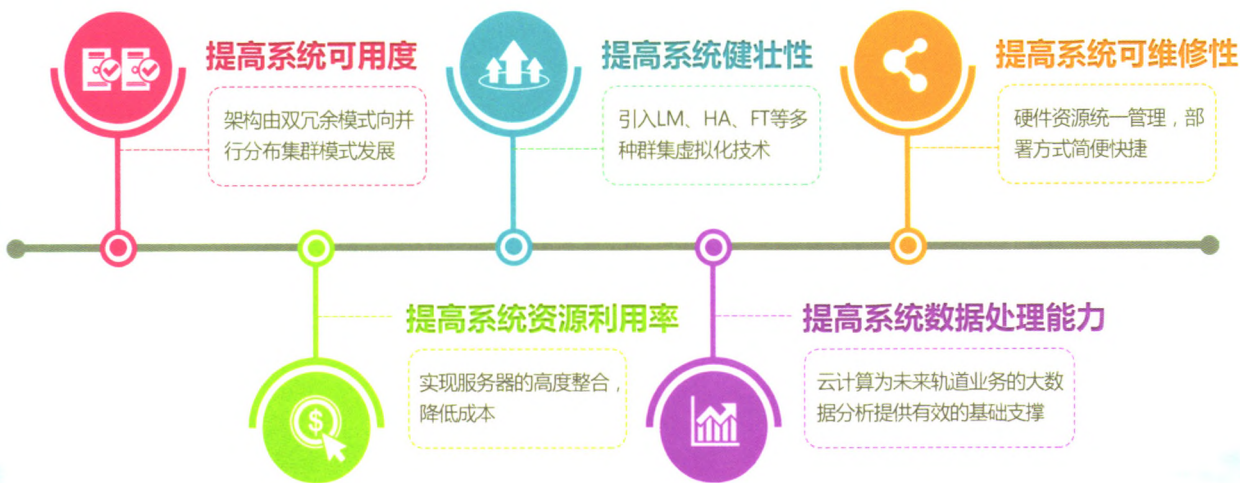 提高系统可用度
架构由双冗余模式向并
行分布集群模式发展
提高系统资源利用率
实现服务器的高度整合，
降低成本
提高系统健壮性
引入LM、HA、FT等多
种群集虚拟化技术
提高系统数据处理能力
云计算为未来轨道业务的大数
据分析提供有效的基础支撑
提高系统可维修性
硬件资源统一管理，部
署方式简便快捷
$